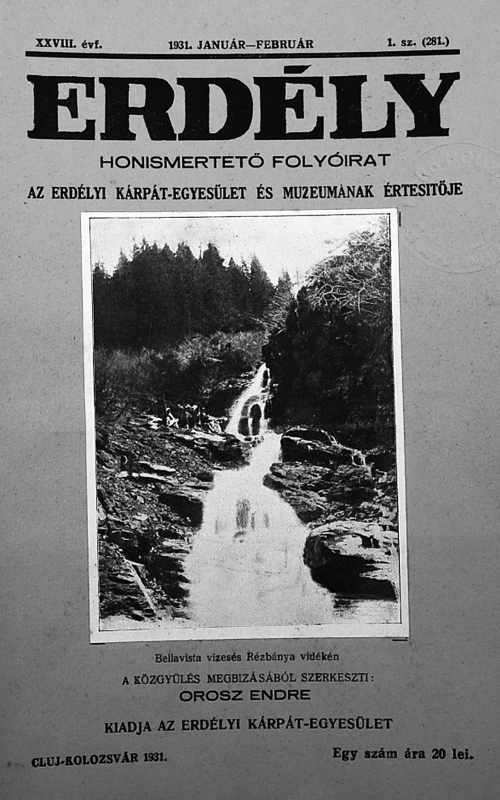 XXVIII. évf. 1931. JANUÁR—FEBRUÁR 1. sz. (281.)
ERDÉLY
HONISMERTETŐ FOLYÓIRAT
AZ ERDÉLYI KÁRPÁT-EGYESÜLET ÉS MUZEUMÁNAK ÉRTESITŐJE
Bellavista vizesés Rézbánya vidékén
A KÖZGYÜLÉS MEGBIZÁSÁBÓL SZERKESZTI:
OROSZ ENDRE
KIADJA AZ ERDÉLYI KÁRPÁT-EGYESÜLET
CLUJ-KOLOZSVÁR 1931. Egy szám ára 20 lei.